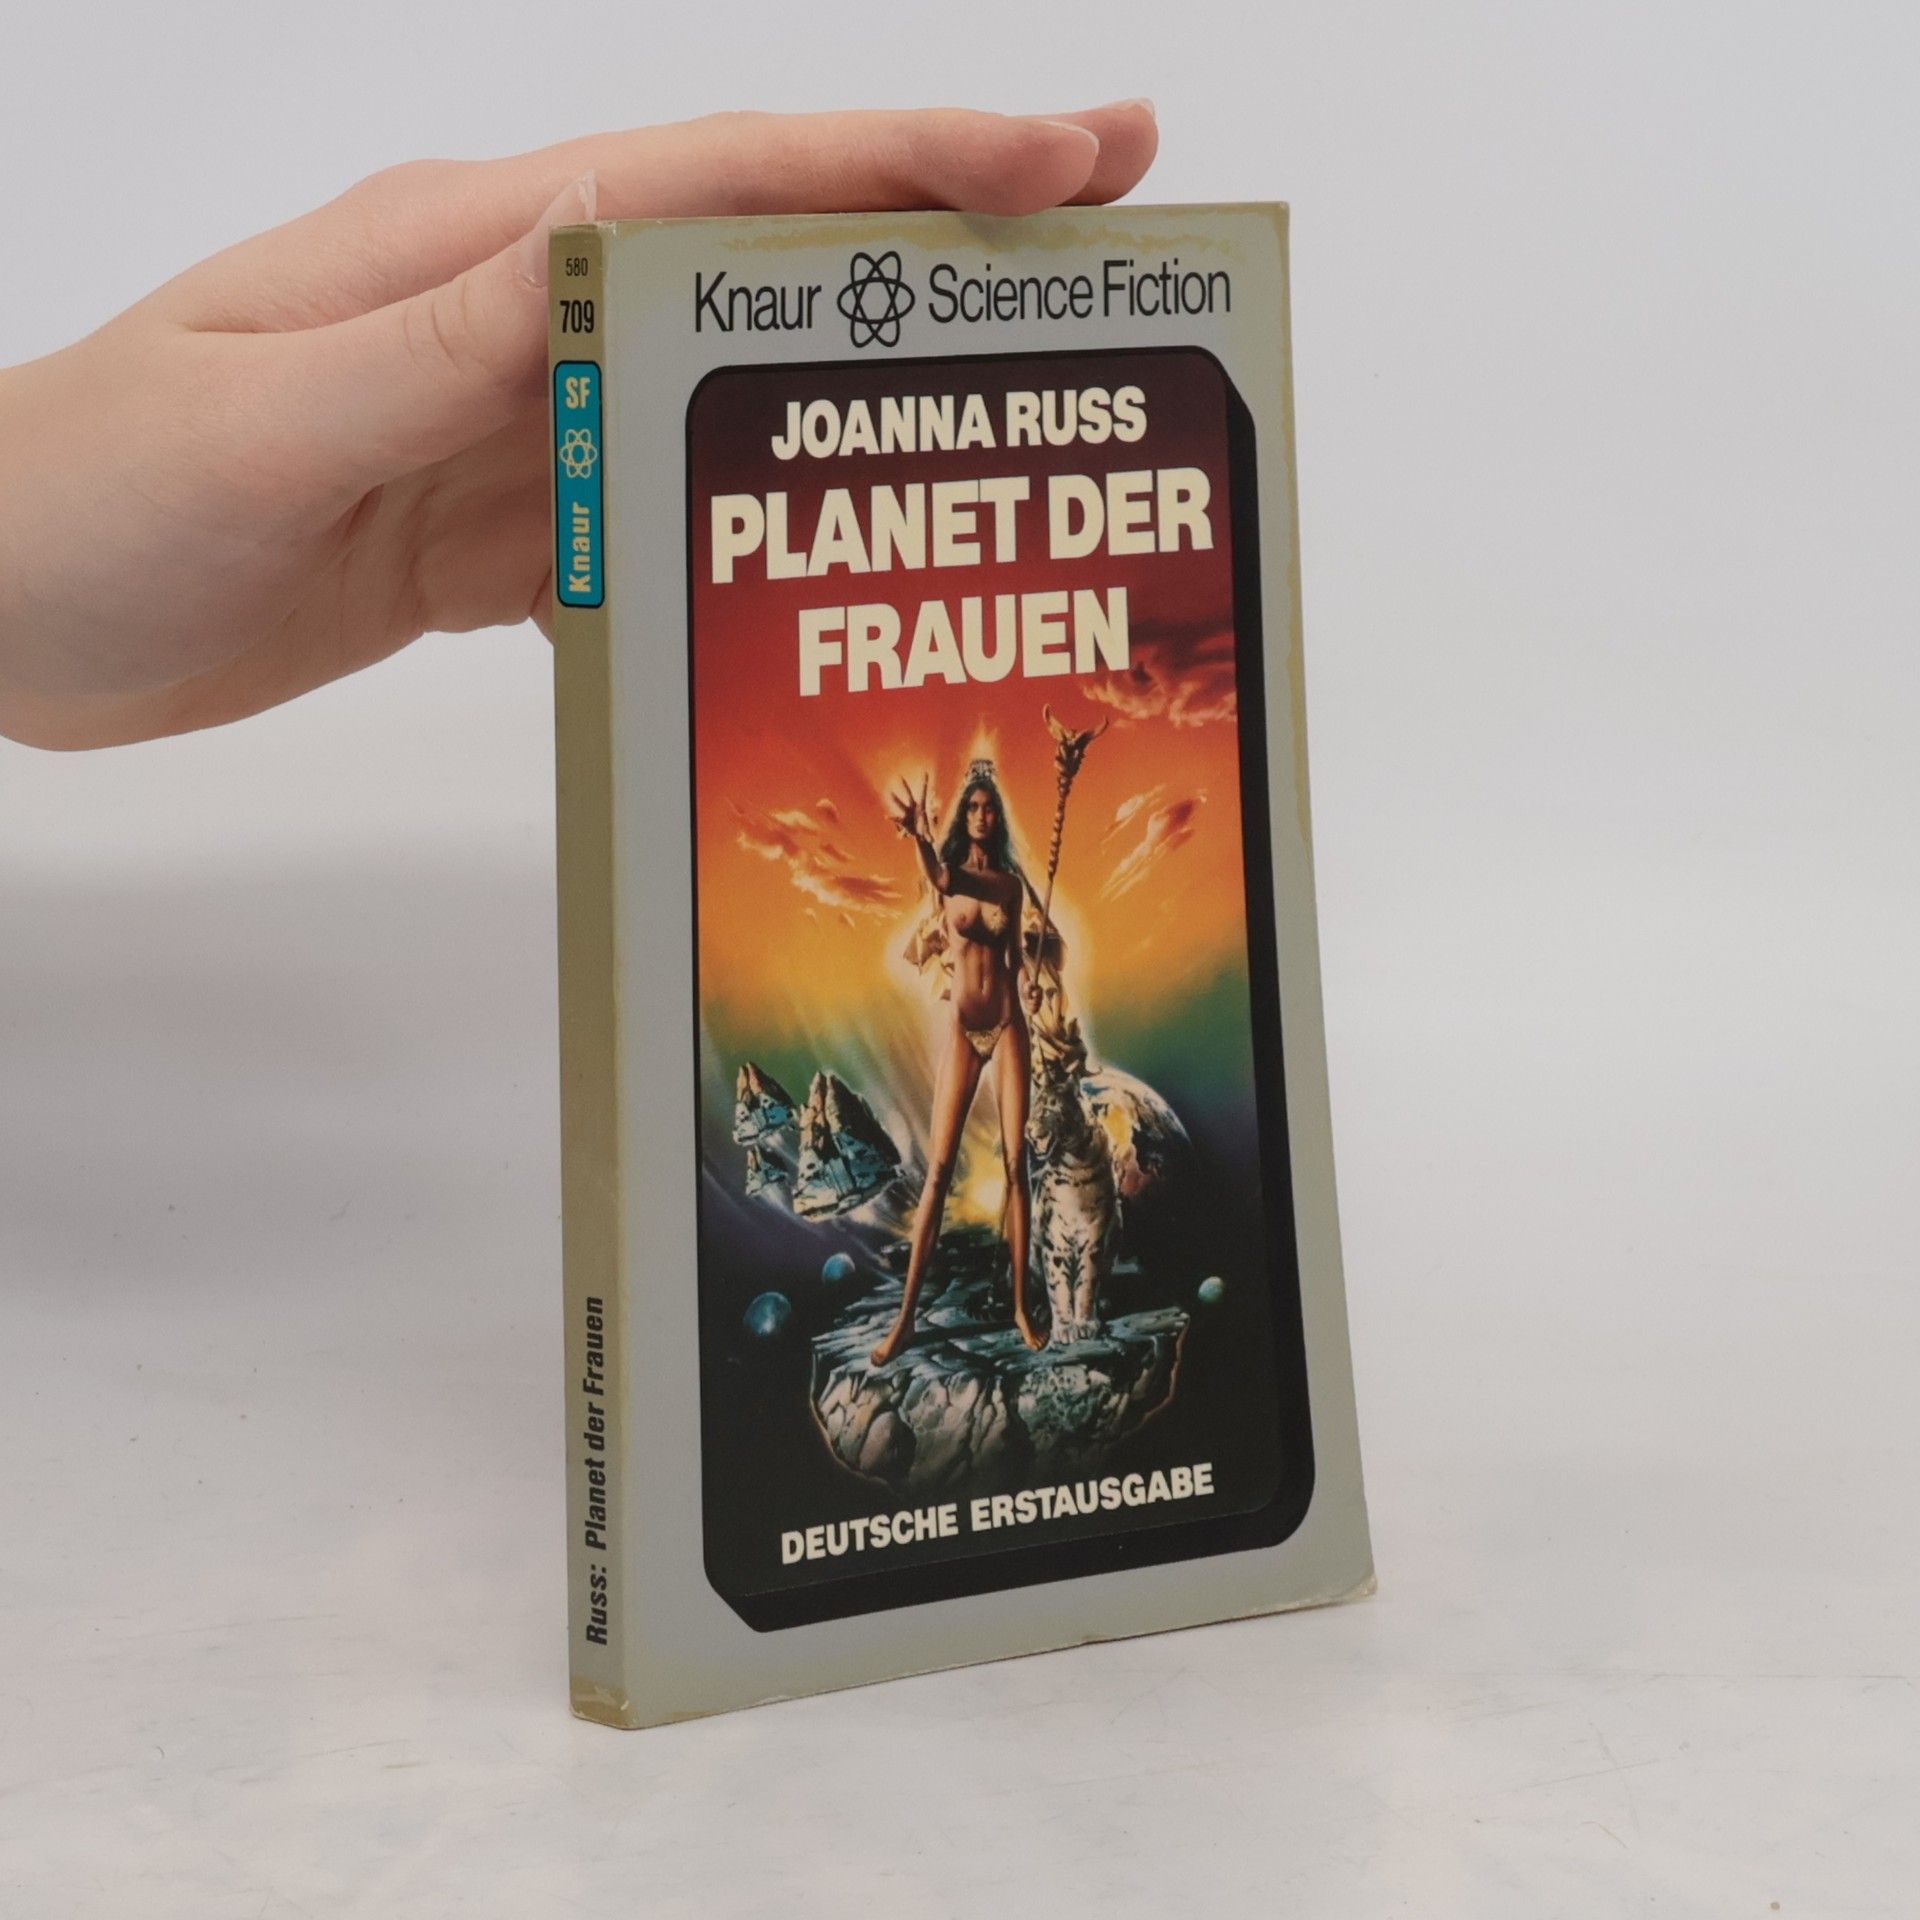 580
709
SF
Knaur
Russ: Planet der Frauen
Knaur Science Fiction
JOANNA RUSS
PLANET DER
FRAUEN
DEUTSCHE ERSTAUSGABE